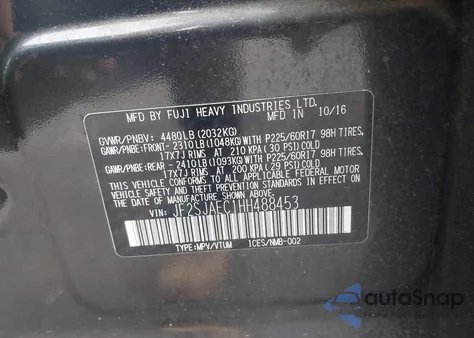 MFD. BY FUJI HEAVY INDUSTRIES LTD.
MFD IN 10/16
GVWR/PNBV: 4480LB(2032KG)
GAWR/PNBE:FRONT- 2310LB(1048KG)WITH P225/60R17 98H TIRES,
17X7J RIMS AT 210 KPA (30 PSI)COLD
GAWR/PNBE:REAR -2410LB(1093KG)WITH P225/60R17 98H TIRES,
17X7J RIMS AT 200 KPA (29 PSI)COLD
THIS VEHICLE CONFORMS TO ALL APPLICABLE FEDERAL MOTOR
VEHICLE SAFETY AND BUMPER STANDARDS IN EFFECT ON
THE DATE OF MANUFACTURE SHOWN ABOVE.
VIN: JF2SJAEC1HH488453
TYPE:MPV/VTUM ICES/NMB-002
autoSnap